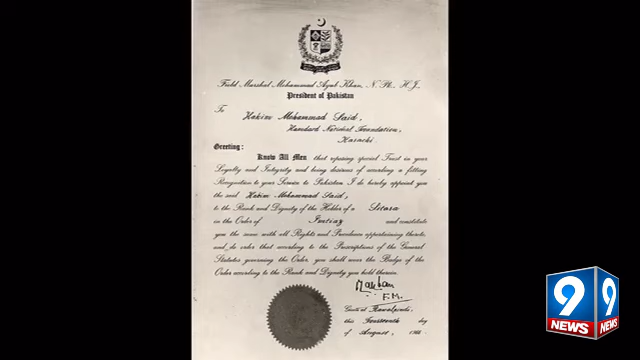 Field Marshal Mohammad Ayub Khan, N. Pk., H. J.,
President of Pakistan
To
Hakim Mohammad Said,
Hamdard National Foundation,
Karachi
Greeting:
Know All Men that reposing special Trust in your
Loyalty and Integrity and being desirous of awarding a fitting
Recognition to your Service to Pakistan I do hereby appoint you
the said Hakim Mohammad Said,
to the Rank and Dignity of the Holder of a Sitara
in the Order of Imtiaz and constitute
you the same with all Rights and Precedence appertaining thereto,
and do order that according to the Prescriptions of the General
Statutes governing the Order, you shall wear the Badge of the
Order according to the Rank and Dignity you hold therein.
F.M.
Given at Rawalpindi,
this Fourteenth day
of August,
9
NEWS
9
NEWS